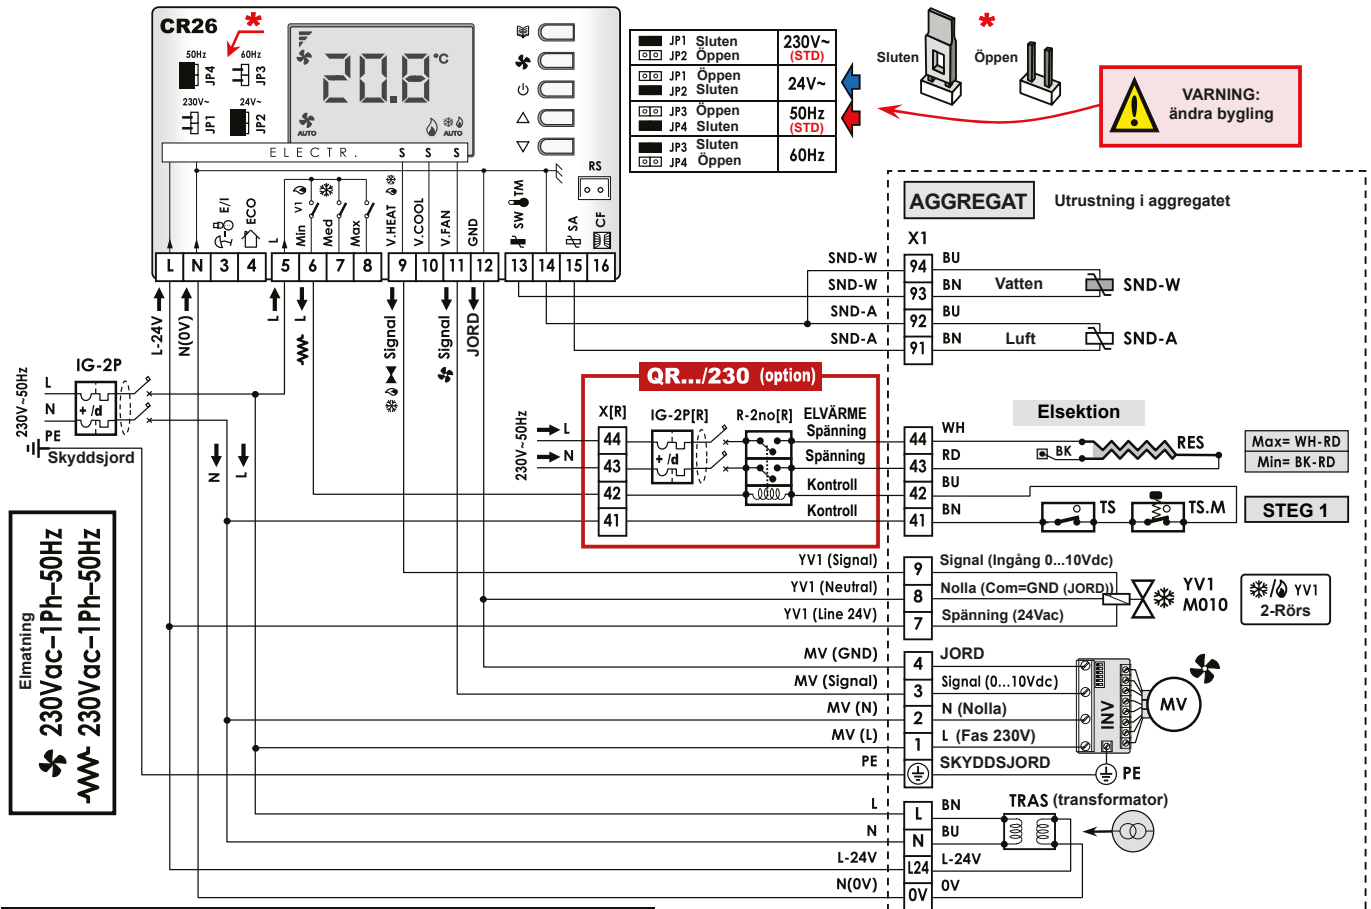 CR26
*
50Hz
JP4
60Hz
JP3
230V~
JP1
24V~
JP2
20.8 °C
AUTO
AUTO
ELECTR. S S S
RS
E/I
ECO
L
Min V1
Med
Max
V.HEAT
V.COOL
V.FAN
GND
SW TM
SA
CF
L N 3 4 5 6 7 8 9 10 11 12 13 14 15 16
JP1 Sluten
JP2 Öppen
230V~
(STD)
JP1 Öppen
JP2 Sluten
24V~
JP3 Öppen
JP4 Sluten
50Hz
(STD)
JP3 Sluten
JP4 Öppen
60Hz
Sluten
Öppen
*
VARNING:
ändra bygling
L-24V
N(0V)
L
L
Signal
Signal
JORD
IG-2P
230V~50Hz
L
N
PE
+ /d
Skyddsjord
N
L
Elmatning
230Vac–1Ph–50Hz
230Vac–1Ph–50Hz
AGGREGAT
Utrustning i aggregatet
X1
SND-W 94 BU
SND-W 93 BN
Vatten
SND-W
SND-A 92 BU
SND-A 91 BN
Luft
SND-A
QR.../230 (option)
X[R]
IG-2P[R]
R-2no[R]
ELVÄRME
230V~50Hz
L
N
44
43
42
41
+ /d
Spänning
Spänning
Kontroll
Kontroll
Elsektion
44 WH
43 RD
42 BU
41 BN
BK
RES
Max= WH-RD
Min= BK-RD
TS
TS.M
STEG 1
YV1 (Signal) 9 Signal (Ingång 0...10Vdc)
YV1 (Neutral) 8 Nolla (Com=GND (JORD))
YV1 (Line 24V) 7 Spänning (24Vac)
YV1
M010
YV1
2-Rörs
MV (GND) 4 JORD
MV (Signal) 3 Signal (0...10Vdc)
MV (N) 2 N (Nolla)
MV (L) 1 L (Fas 230V)
PE SKYDDSJORD
INV
MV
PE
L L BN
N N BU
L-24V L24 L-24V
N(0V) 0V 0V
TRAS (transformator)